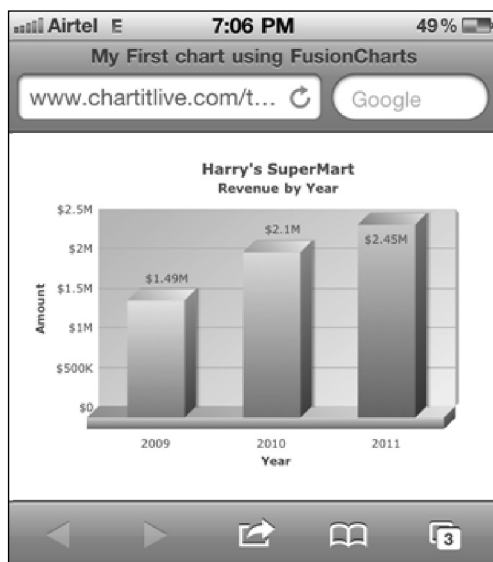 Airtel E 7:06 PM 49%
My First chart using FusionCharts
www.chartitlive.com/t... Google
Harry's SuperMart
Revenue by Year
$2.5M
$2M
$1.5M
$1M
$500K
$0
Amount
$1.49M
$2.1M
$2.45M
2009 2010 2011
Year
3